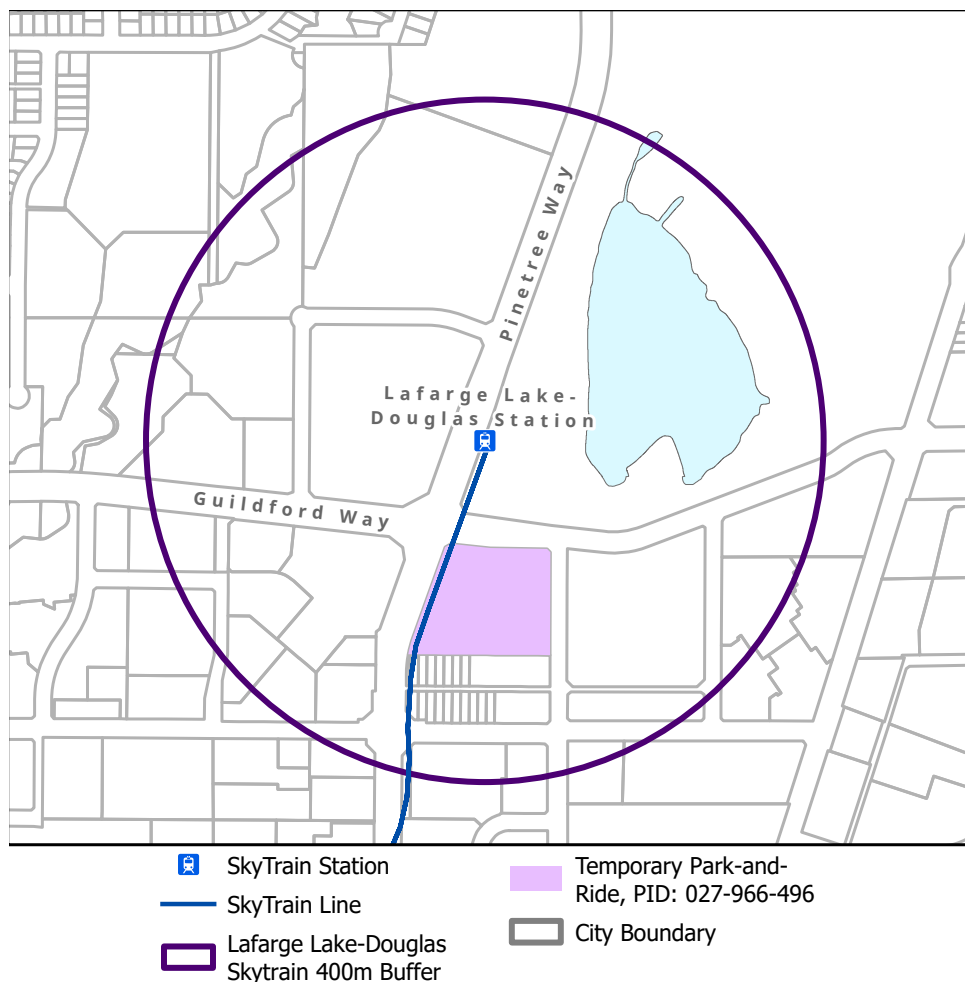 Pinetree Way
Lafarge Lake-
Douglas Station
Guildford Way
SkyTrain Station
SkyTrain Line
Lafarge Lake-Douglas
Skytrain 400m Buffer
Temporary Park-and-
Ride, PID: 027-966-496
City Boundary